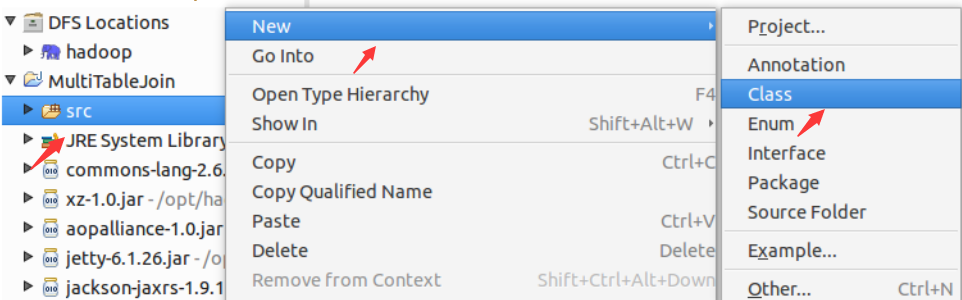 DFS Locations
hadoop
MultiTableJoin
src
JRE System Library
commons-lang-2.6.
xz-1.0.jar - /opt/ha
aopalliance-1.0.jar
jetty-6.1.26.jar - /o
jackson-jaxrs-1.9.1
New
Go Into
Open Type Hierarchy F4
Show In Shift+Alt+W
Copy Ctrl+C
Copy Qualified Name
Paste Ctrl+V
Delete Delete
Remove from Context Shift+Ctrl+Alt+Down
Project...
Annotation
Class
Enum
Interface
Package
Source Folder
Example...
Other... Ctrl+N